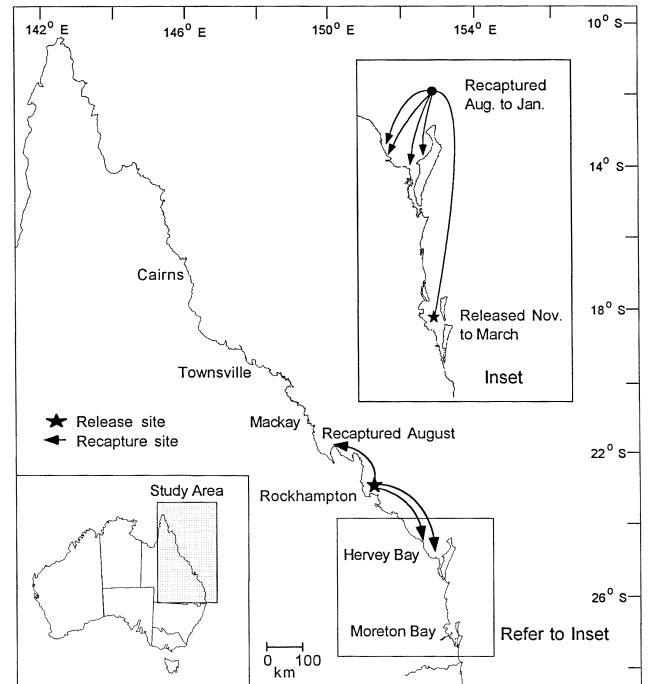 142° E 146° E 150° E 154° E
10° S
Recaptured
Aug. to Jan.
14° S
Cairns
18° S
Released Nov.
to March
Townsville
Inset
Mackay
Release site
Recapture site
Recaptured August
22° S
Study Area
Rockhampton
Hervey Bay
26° S
Moreton Bay
Refer to Inset
0 100
km